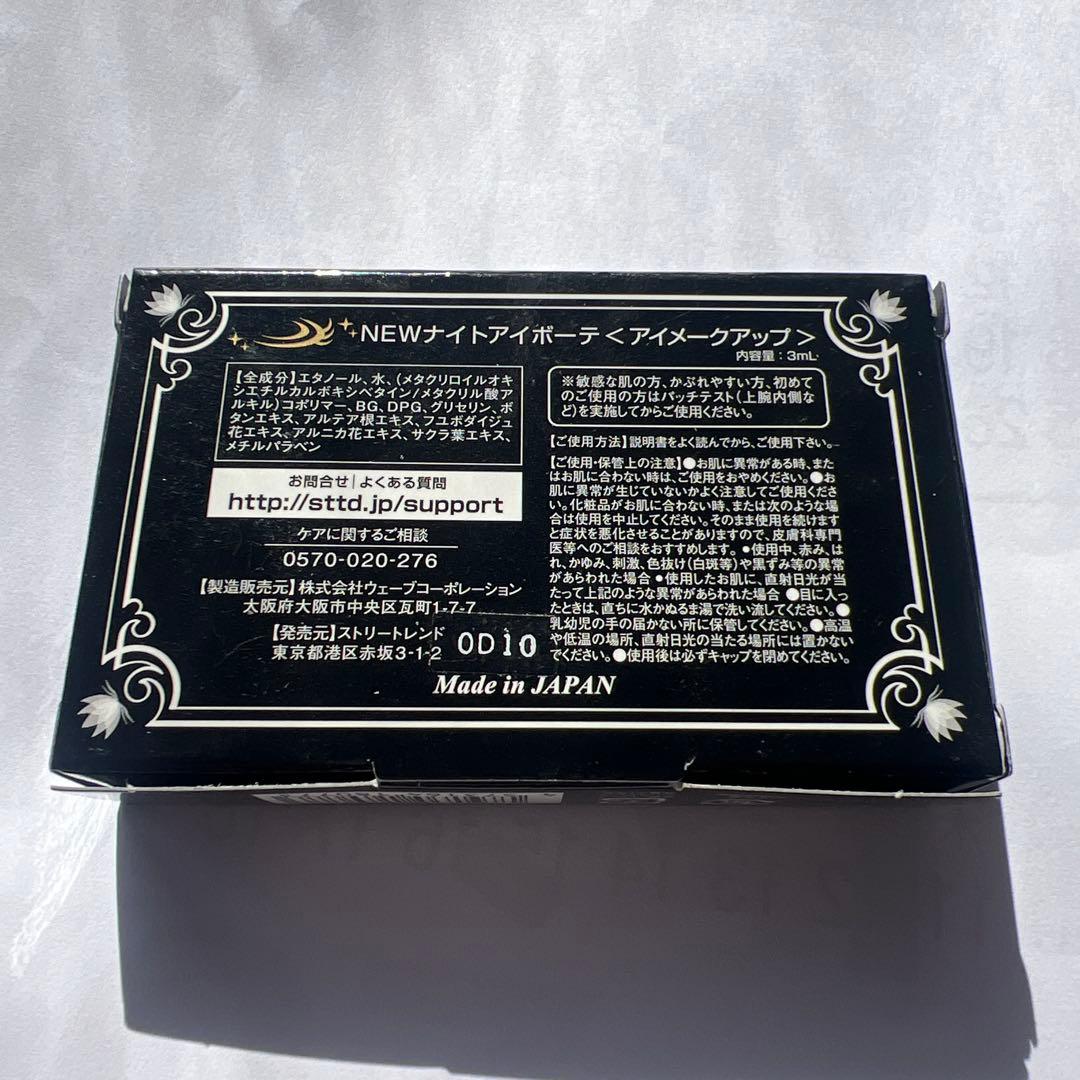 NEWナイトアイボーテ＜アイメークアップ＞
内容量：3mL
【全成分】エタノール、水、（メタクリロイルオキ
シエチルカルボキシベタイン/メタクリル酸ア
ルキル）コポリマー、BG、DPG、グリセリン、ボ
タンエキス、アルテア根エキス、フユボダイジュ
花エキス、アルニカ花エキス、サクラ葉エキス、
メチルパラベン
お問合せ|よくある質問
http://sttd.jp/support
ケアに関するご相談
0570-020-276
【製造販売元】株式会社ウェーブコーポレーション
大阪府大阪市中央区瓦町1-7-7
【発売元】ストリートレンド
東京都港区赤坂3-1-2
0D10
※敏感な肌の方、かぶれやすい方、初めて
のご使用の方はパッチテスト（上腕内側な
ど）を実施してからご使用ください。
【ご使用方法】説明書をよく読んでから、ご使用下さい。
【ご使用・保管上の注意】●お肌に異常がある時、また
はお肌に合わない時は、ご使用をおやめください。●お
肌に異常が生じていないかよく注意してご使用くださ
い。化粧品がお肌に合わない時、または次のような場
合は使用を中止してください。そのまま使用を続けます
と症状を悪化させることがありますので、皮膚科専門
医等へのご相談をおすすめします。●使用中、赤み、は
れ、かゆみ、刺激、色抜け（白斑等）や黒ずみ等の異常
があらわれた場合 ●使用したお肌に、直射日光が当
たって上記のような異常があらわれた場合 ●目に入っ
たときは、直ちに水かぬるま湯で洗い流してください。●
乳幼児の手の届かない所に保管してください。●高温
や低温の場所、直射日光の当たる場所には置かない
でください。●使用後は必ずキャップを閉めてください。
Made in JAPAN